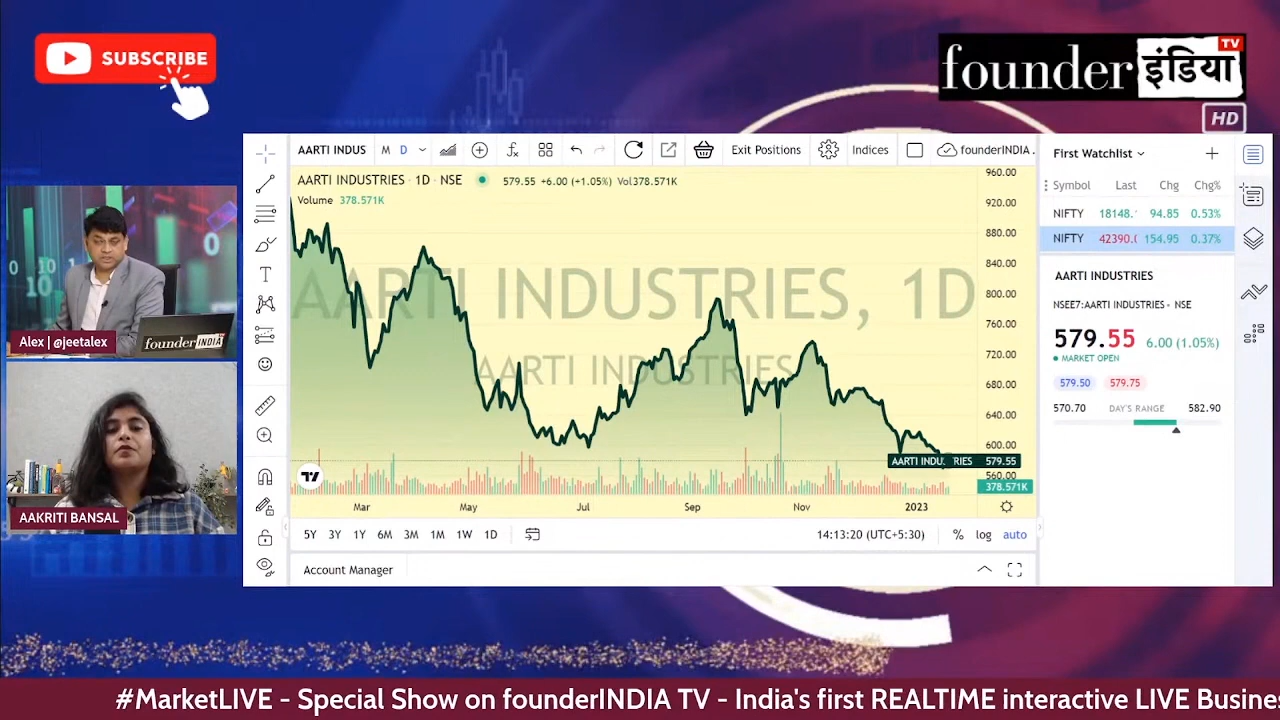 SUBSCRIBE
founder इंडिया TV
HD
AARTI INDUS M D Exit Positions Indices founderINDIA .
AARTI INDUSTRIES · 1D · NSE 579.55 +6.00 (+1.05%) Vol378.571K
Volume 378.571K
AARTI INDUSTRIES, 1D
AARTI INDUSTRIES
960.00
920.00
880.00
840.00
800.00
760.00
720.00
680.00
640.00
600.00
AARTI INDU RIES 579.55
560.00
378.571K
Mar May Jul Sep Nov 2023
5Y 3Y 1Y 6M 3M 1M 1W 1D 14:13:20 (UTC+5:30) % log auto
Account Manager
First Watchlist
Symbol Last Chg Chg%
NIFTY 18148. 94.85 0.53%
NIFTY 42390.( 154.95 0.37%
AARTI INDUSTRIES
NSEE7:AARTI INDUSTRIES - NSE
579.55 6.00 (1.05%)
MARKET OPEN
579.50 579.75
570.70 DAY'S RANGE 582.90
Alex | @jeetalex
founder INDIA
AAKRITI BANSAL
#MarketLIVE - Special Show on founderINDIA TV - India's first REALTIME interactive LIVE Busine